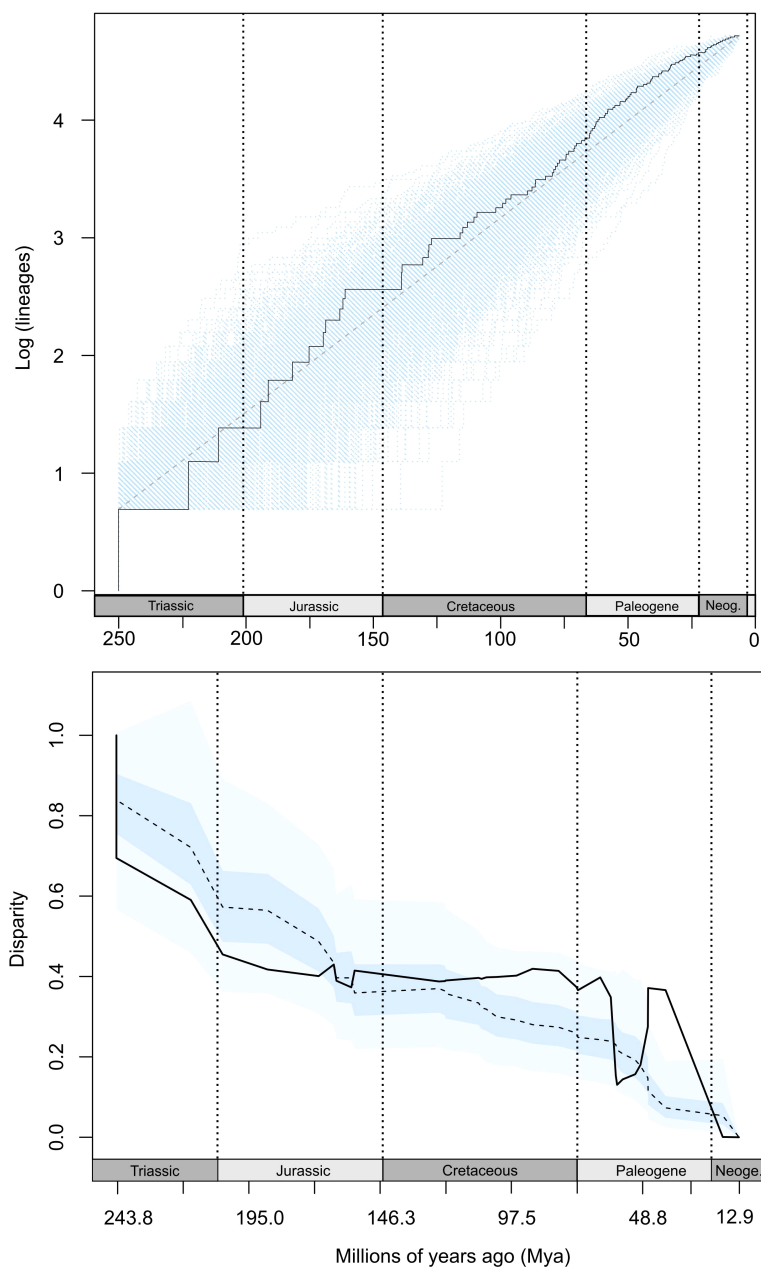 Log (lineages)
4
3
2
1
0
Triassic Jurassic Cretaceous Paleogene Neog.
250 200 150 100 50 0
Disparity
1.0
0.8
0.6
0.4
0.2
0.0
Triassic Jurassic Cretaceous Paleogene Neoge.
243.8 195.0 146.3 97.5 48.8 12.9
Millions of years ago (Mya)